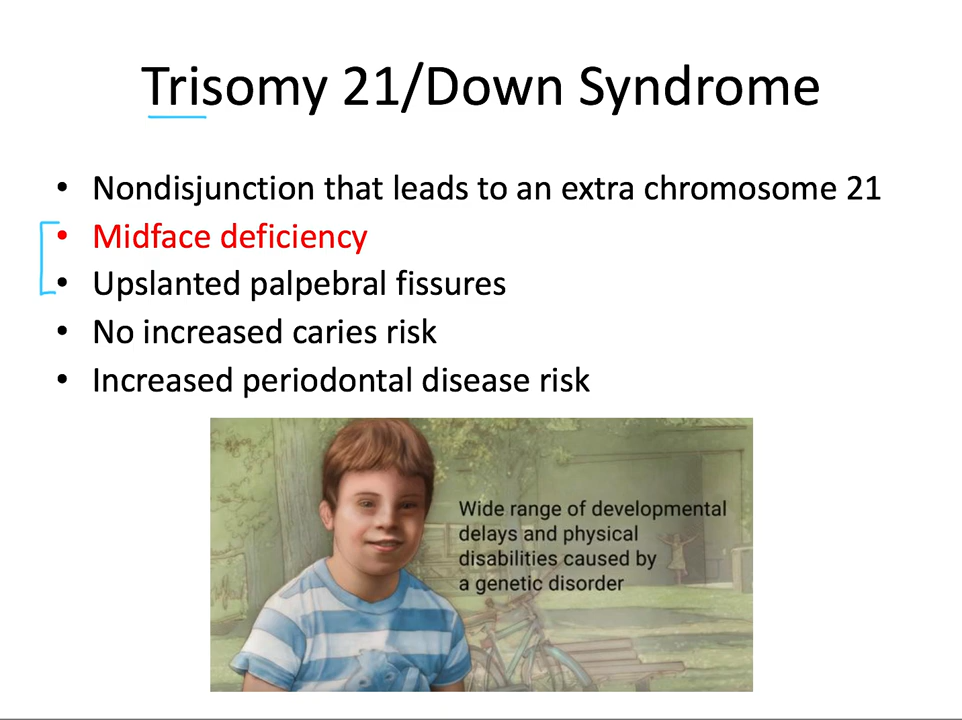 Trisomy 21/Down Syndrome
• Nondisjunction that leads to an extra chromosome 21
• Midface deficiency
• Upslanted palpebral fissures
• No increased caries risk
• Increased periodontal disease risk
Wide range of developmental
delays and physical
disabilities caused by
a genetic disorder